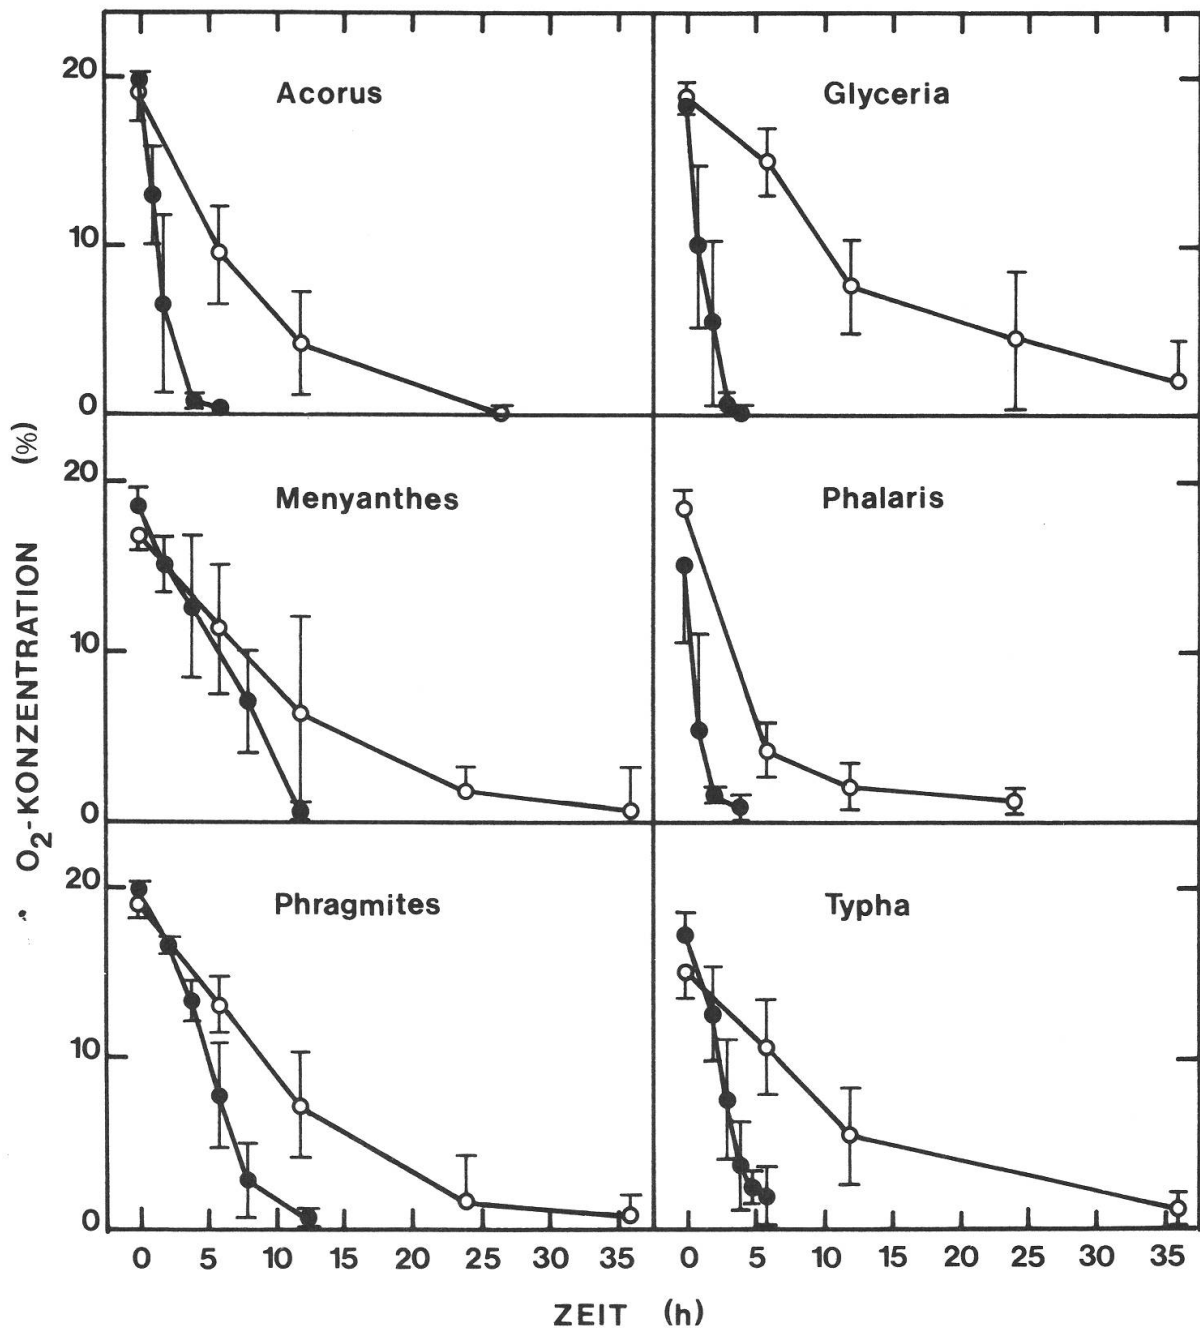 Acorus
Glyceria
20
10
0
Menyanthes
Phalaris
20
10
0
Phragmites
Typha
20
10
0
O2-KONZENTRATION (%)
0 5 10 15 20 25 30 35 0 5 10 15 20 25 30 35
ZEIT (h)